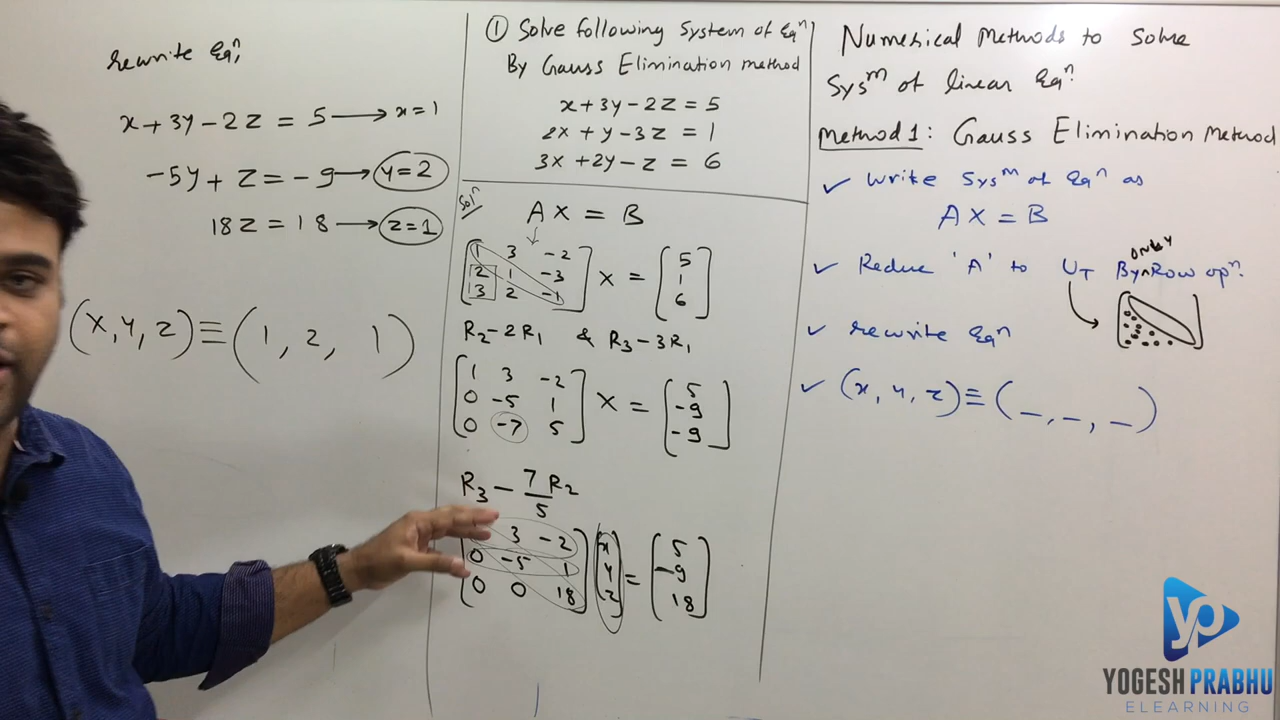 rewrite Eqn,
x + 3y - 2z = 5 → x = 1
-5y + z = -9 → y = 2
18z = 18 → z = 1
(x, y, z) ≡ (1, 2, 1)
① Solve following System of Eqn
By Gauss Elimination method
x + 3y - 2z = 5
2x + y - 3z = 1
3x + 2y - z = 6
Soln
A X = B
[1 3 -2] [5]
[2 1 -3] X = [1]
[3 2 -1] [6]
R2 - 2R1 & R3 - 3R1
[1 3 -2] [5]
[0 -5 1] X = [-9]
[0 -7 5] [-9]
R3 - 7/5 R2
[3 -2] [x] [5]
[0 -5 1] [y] = [-9]
[0 0 18] [z] [18]
Numerical Methods to Solve
Sysm of linear Eqn.
Method 1: Gauss Elimination Method
✓ Write Sysm of Eqn as
A X = B
✓ Reduce 'A' to UT By ^ Row opn.
only
✓ rewrite Eqn
✓ (x, y, z) ≡ (_, _, _)
yp
YOGESH PRABHU
ELEARNING